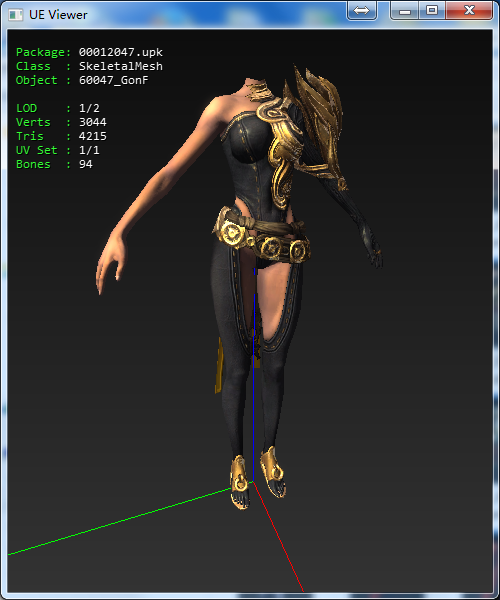 UE Viewer
Package: 00012047.upk
Class : SkeletalMesh
Object : 60047_GonF
LOD : 1/2
Verts : 3044
Tris : 4215
UV Set : 1/1
Bones : 94